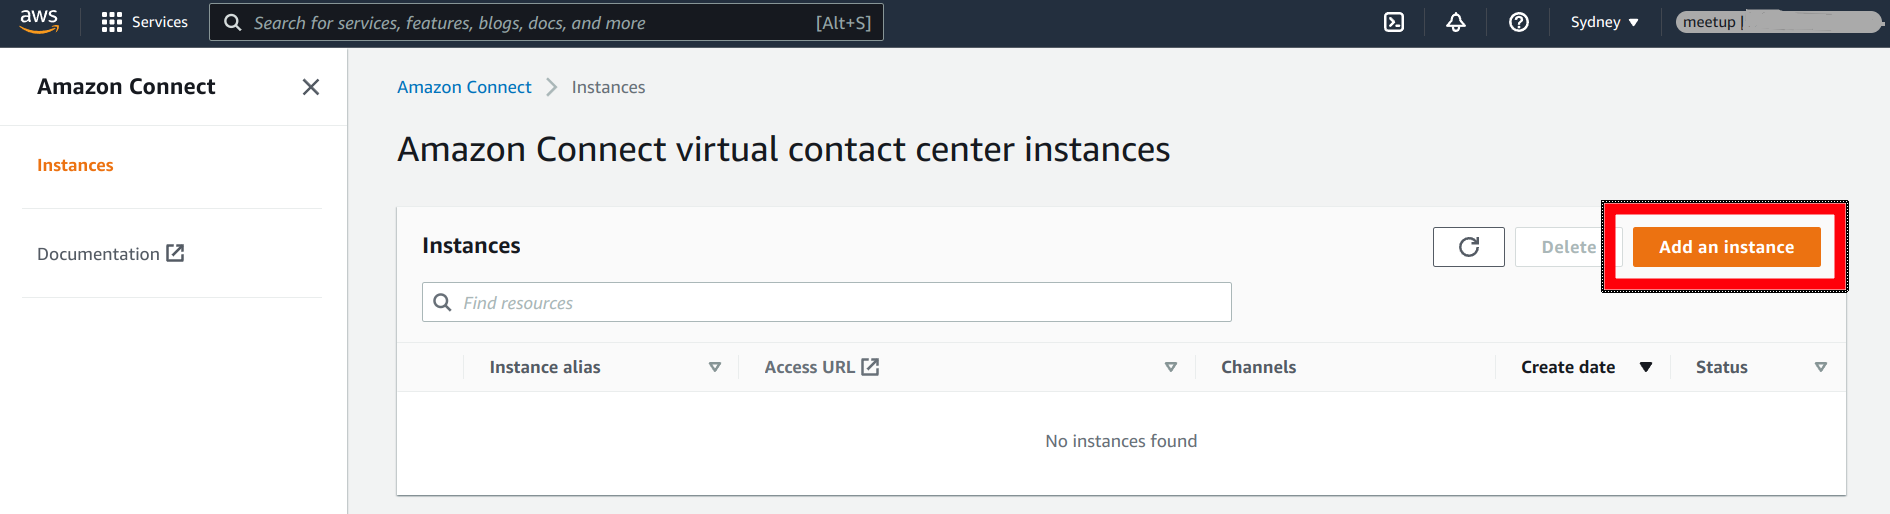 aws
Services
Search for services, features, blogs, docs, and more [Alt+S]
Sydney
meetup |
Amazon Connect
Instances
Documentation
Amazon Connect > Instances
Amazon Connect virtual contact center instances
Instances
Delete
Add an instance
Find resources
Instance alias Access URL Channels Create date Status
No instances found